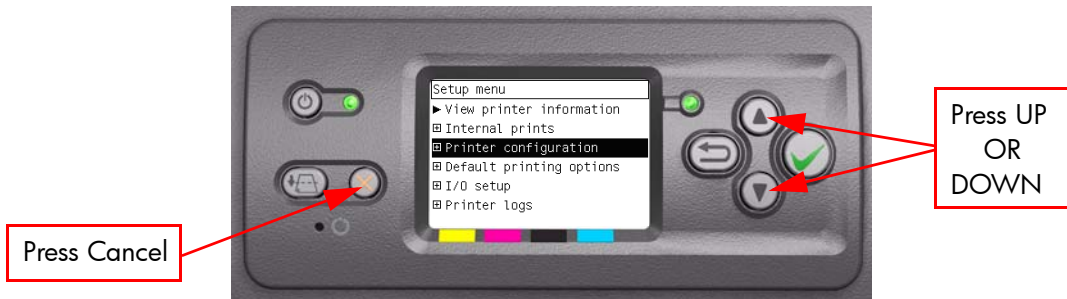 Setup menu
View printer information
Internal prints
Printer configuration
Default printing options
I/O setup
Printer logs
Press UP
OR
DOWN
Press Cancel